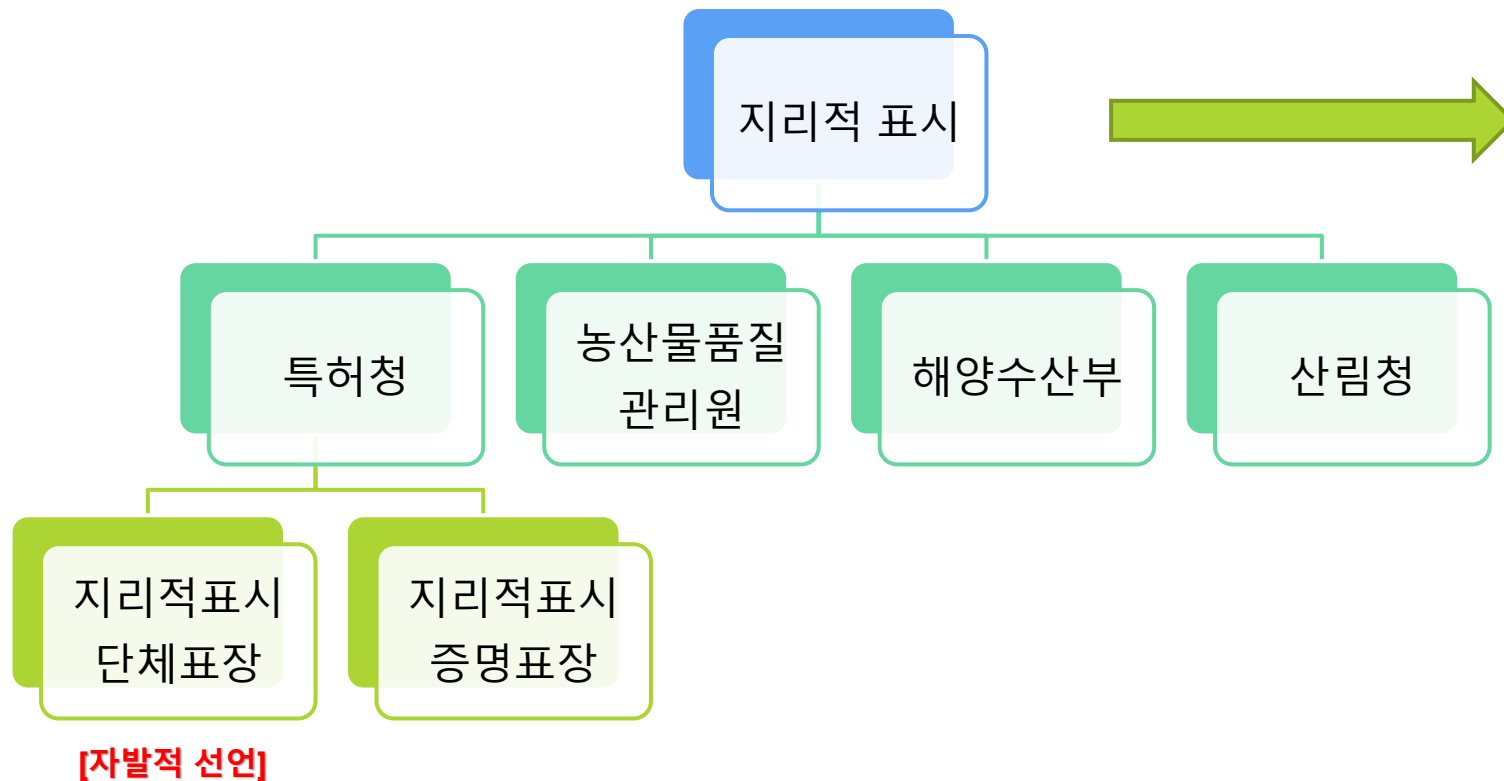 지리적 표시
특허청
농산물품질
관리원
해양수산부
산림청
지리적표시
단체표장
지리적표시
증명표장
[자발적 선언]